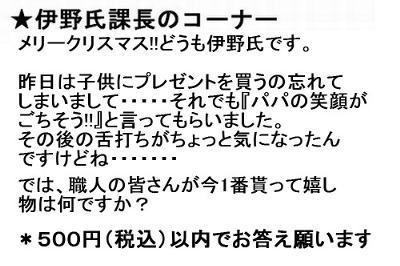 ★伊野氏課長のコーナー
メリークリスマス!!どうも伊野氏です。
昨日は子供にプレゼントを買うの忘れて
しまいまして・・・・・それでも『パパの笑顔が
ごちそう!!』と言ってもらいました。
その後の舌打ちがちょっと気になったん
ですけどね・・・・・・・
では、職人の皆さんが今1番貰って嬉し
物は何ですか？
＊500円（税込）以内でお答え願います